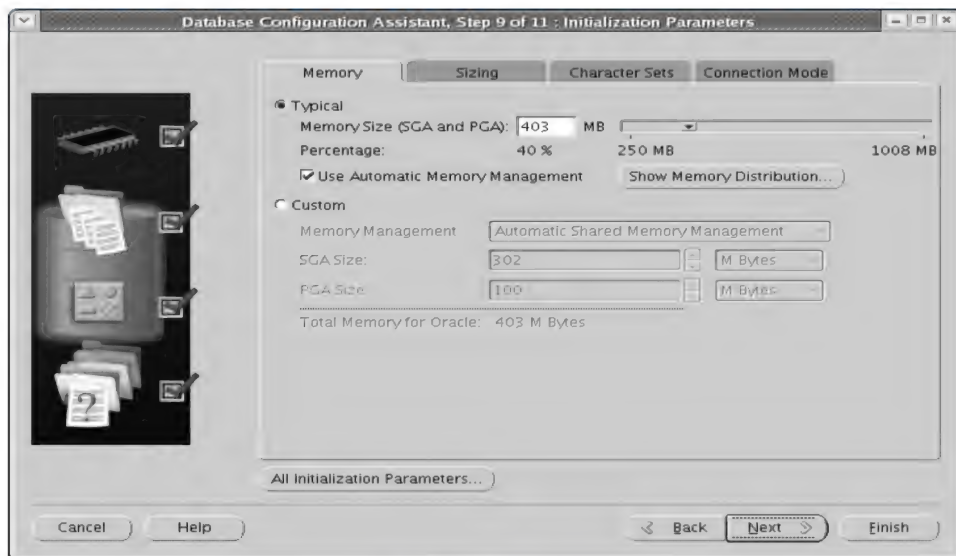 Database Configuration Assistant, Step 9 of 11 : Initialization Parameters
Memory Sizing Character Sets Connection Mode
Typical
Memory Size (SGA and PGA): 403 MB
Percentage: 40 % 250 MB 1008 MB
Use Automatic Memory Management Show Memory Distribution...
Custom
Memory Management Automatic Shared Memory Management
SGA Size: 302 M Bytes
PGA Size: 100 M Bytes
Total Memory for Oracle: 403 M Bytes
?
All Initialization Parameters...
Cancel Help Back Next Finish